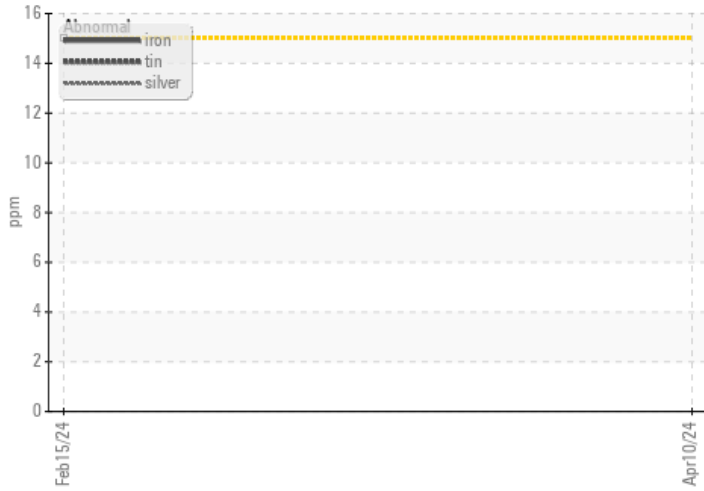 16
Abnormal
iron
tin
silver
14
12
10
8
6
4
2
0
ppm
Feb15/24
Apr10/24